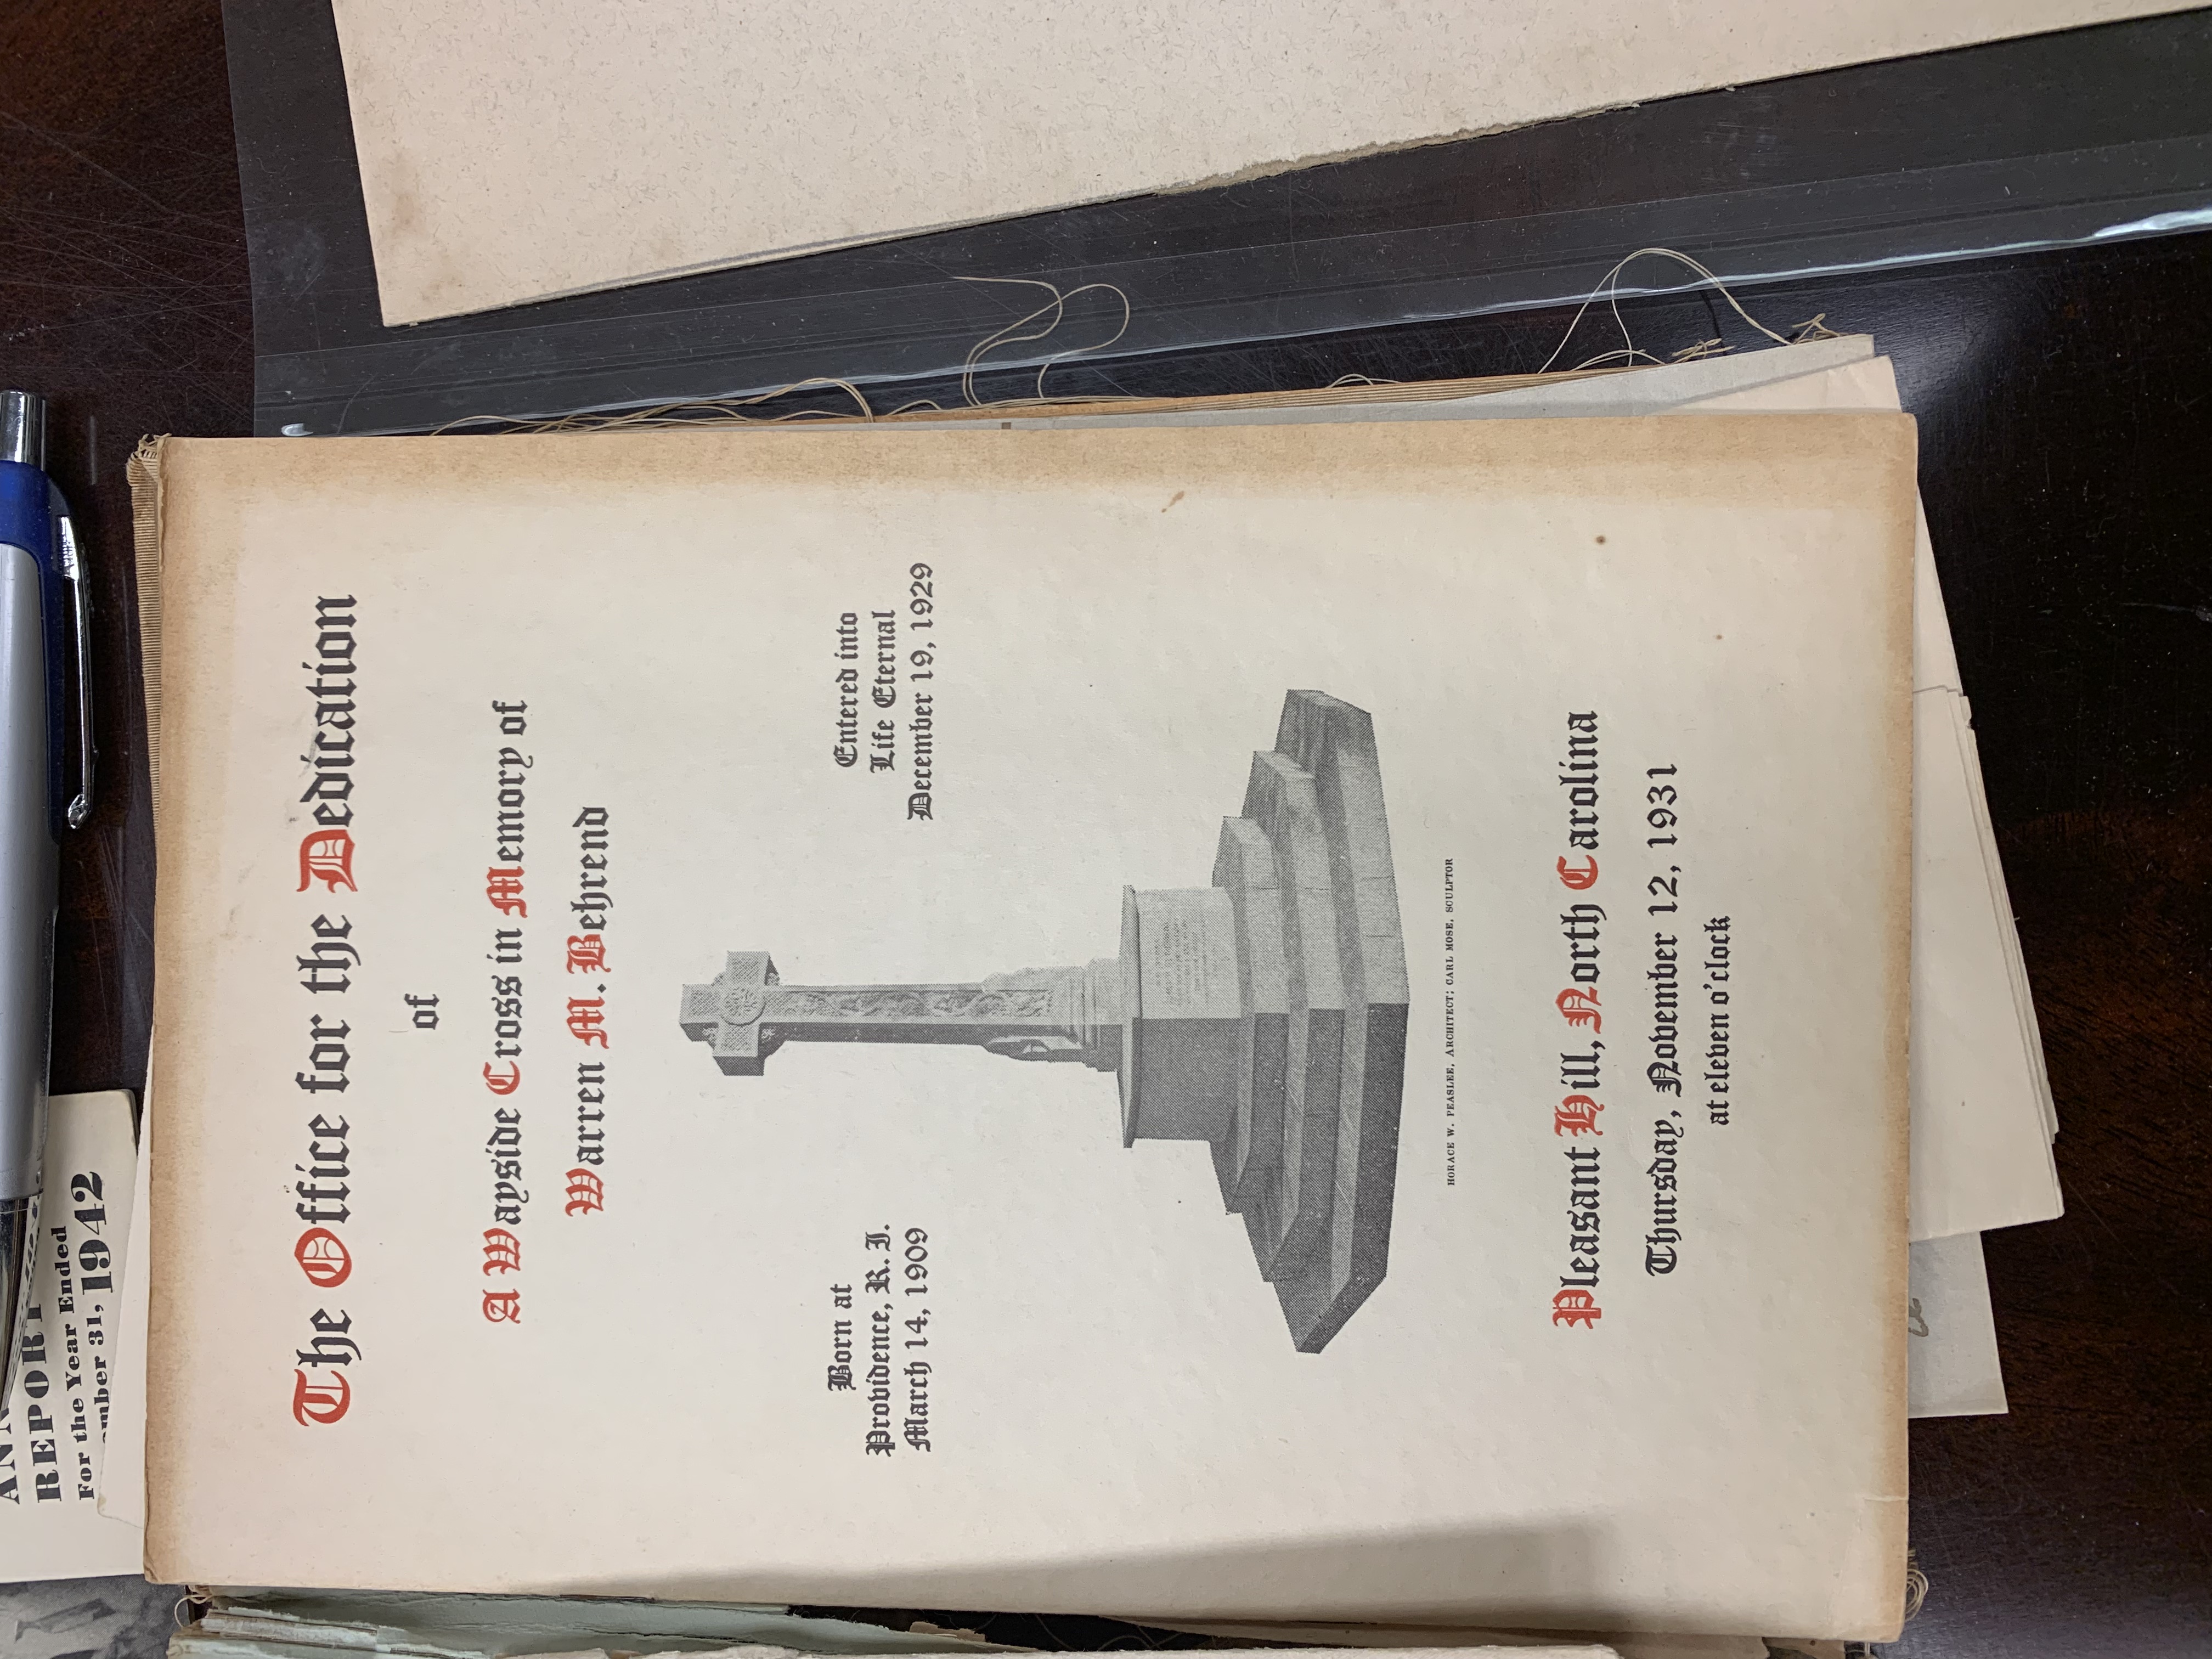 REPORT
For the Year Ended
31, 1942
The Office for the Dedication
of
A Wayside Cross in Memory of
Warren M. Behrend
Born at
Providence, R. I.
March 14, 1909
Entered into
Life Eternal
December 19, 1929
HORACE W. PEASLEE, ARCHITECT; CARL MOSE, SCULPTOR
Pleasant Hill, North Carolina
Thursday, November 12, 1931
at eleven o'clock